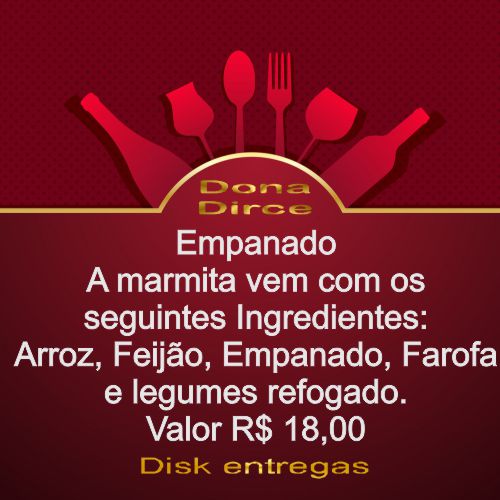 Dona
Dirce
Empanado
A marmita vem com os
seguintes Ingredientes:
Arroz, Feijão, Empanado, Farofa
e legumes refogado.
Valor R$ 18,00
Disk entregas